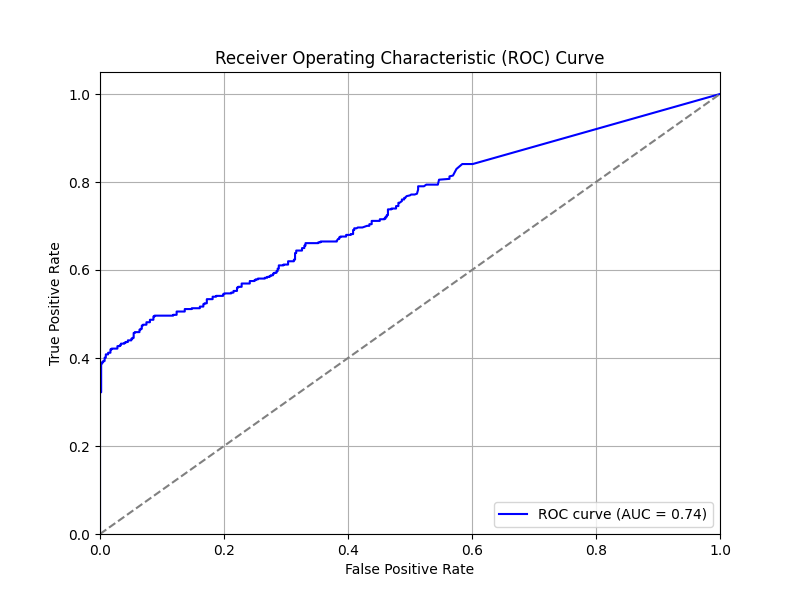 Receiver Operating Characteristic (ROC) Curve
True Positive Rate
1.0
0.8
0.6
0.4
0.2
0.0
ROC curve (AUC = 0.74)
0.0 0.2 0.4 0.6 0.8 1.0
False Positive Rate